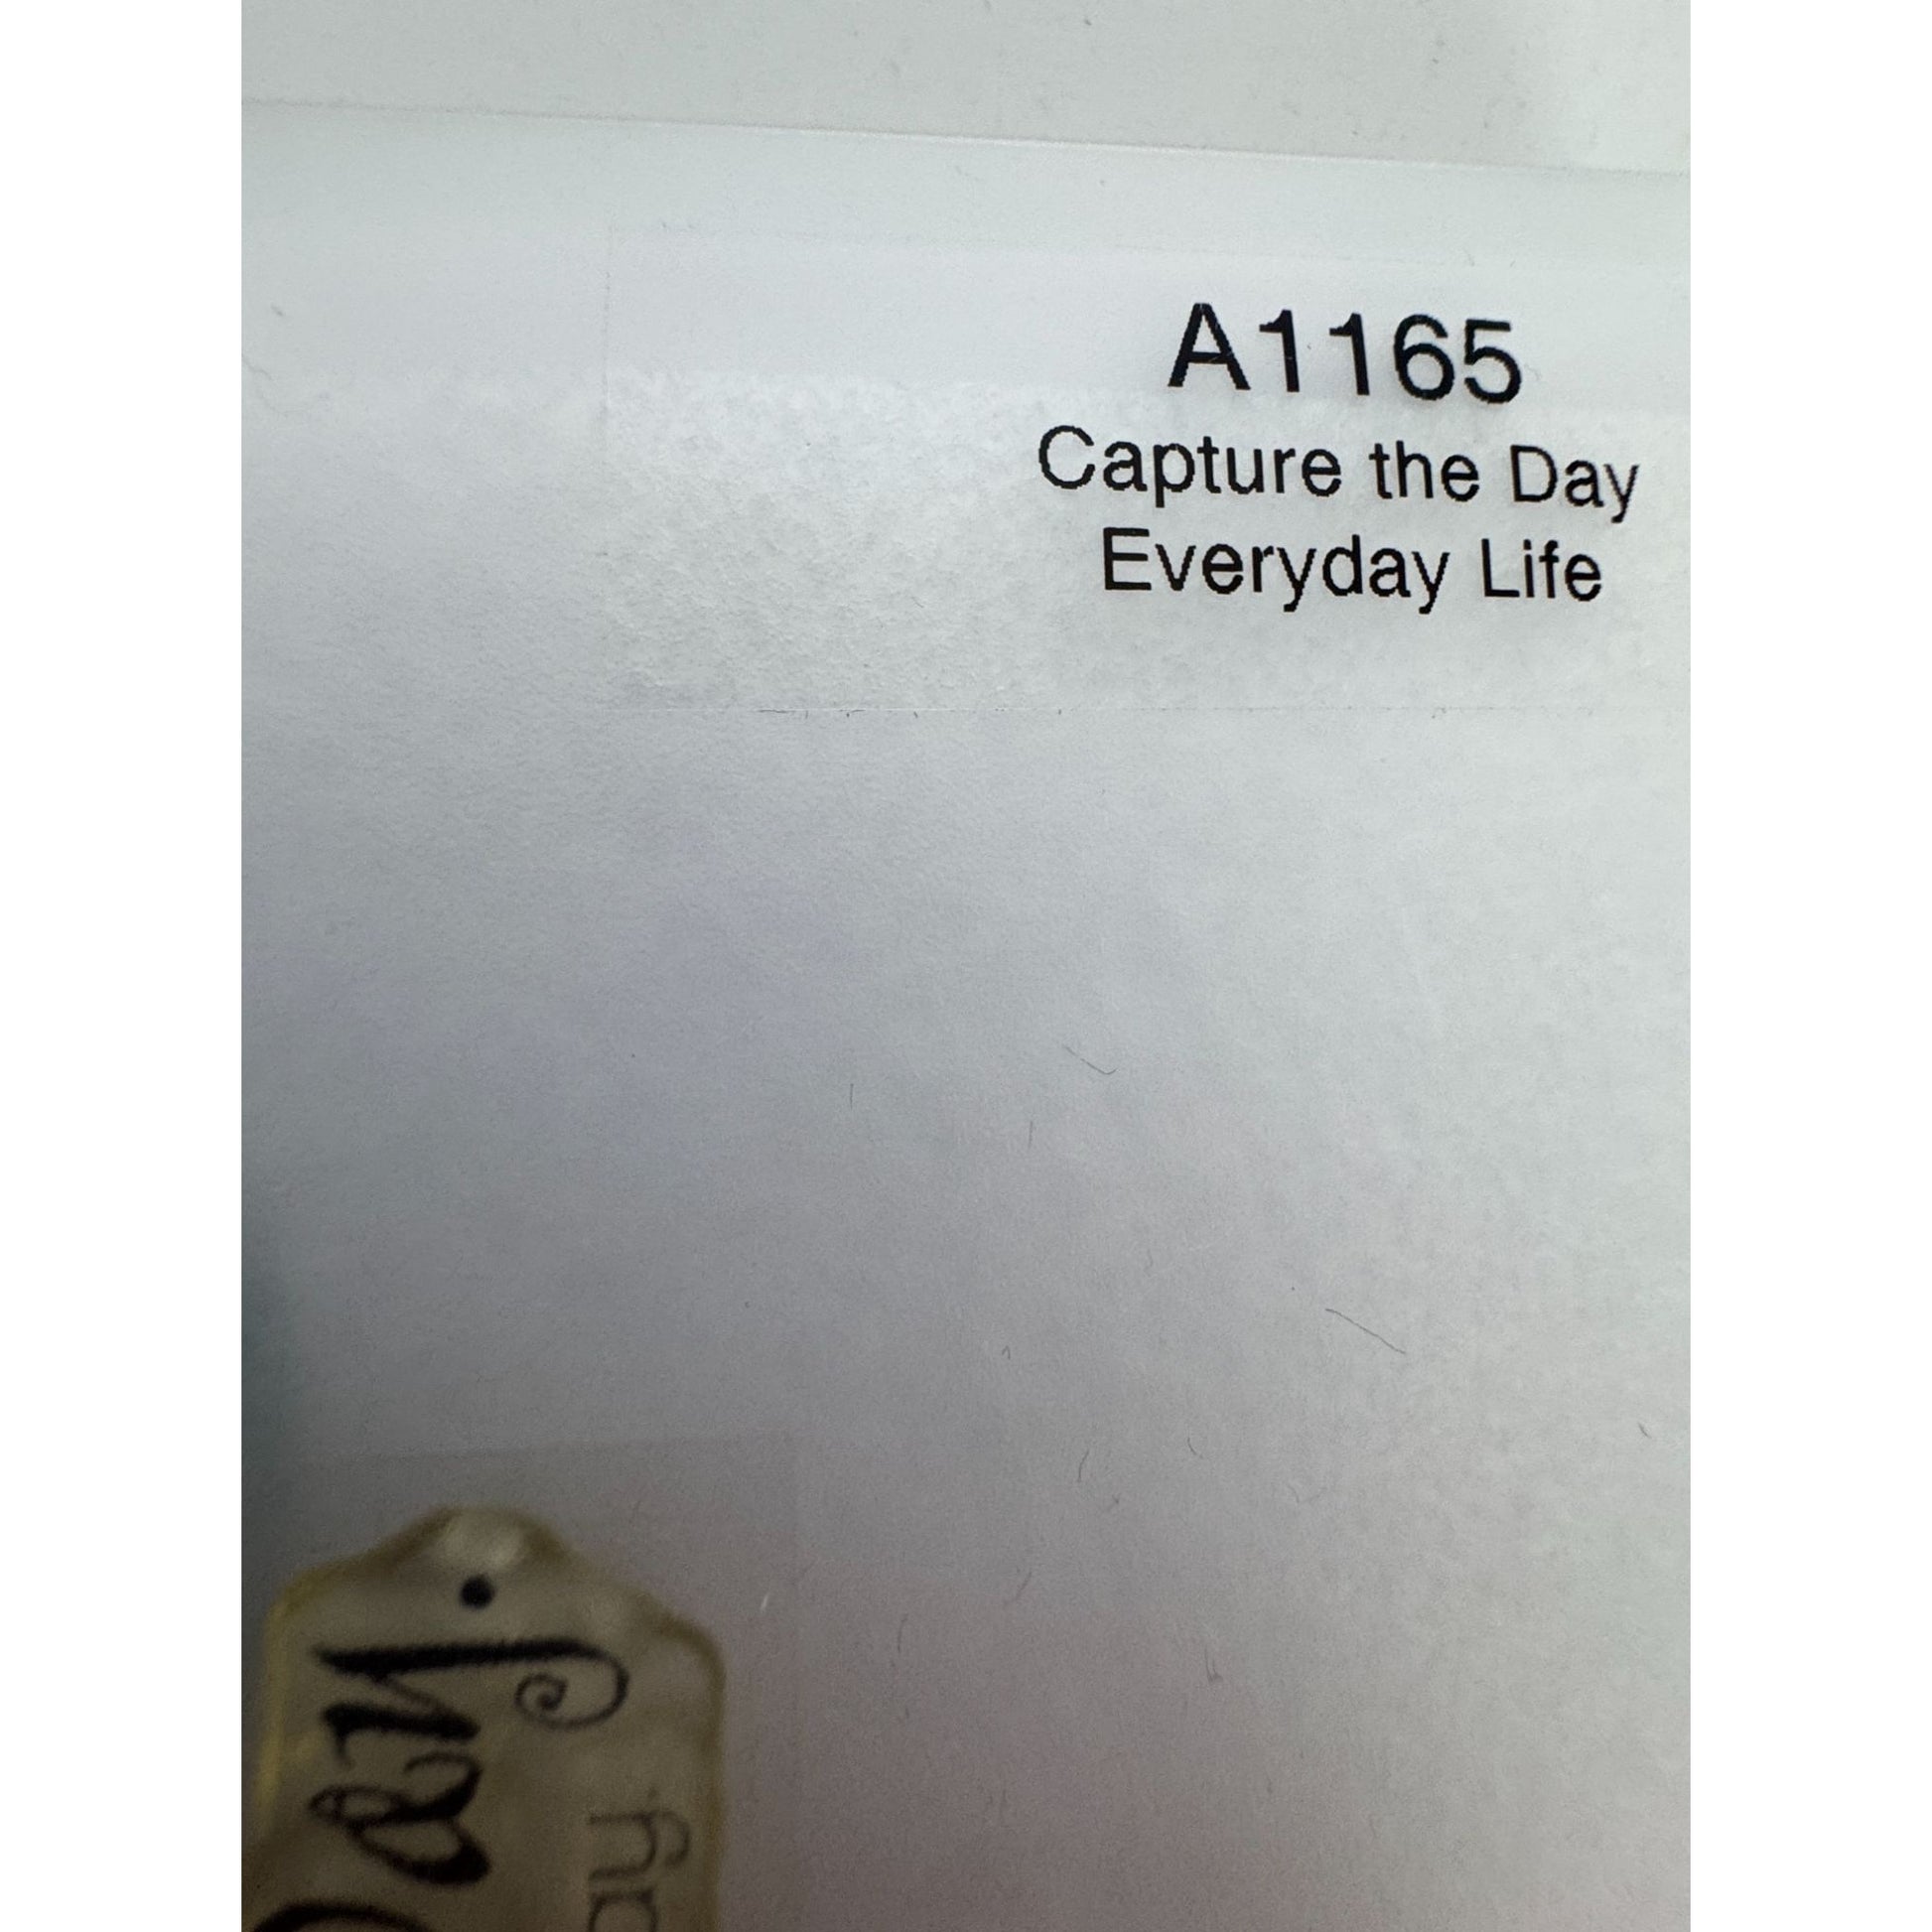 A1165
Capture the Day
Everyday Life